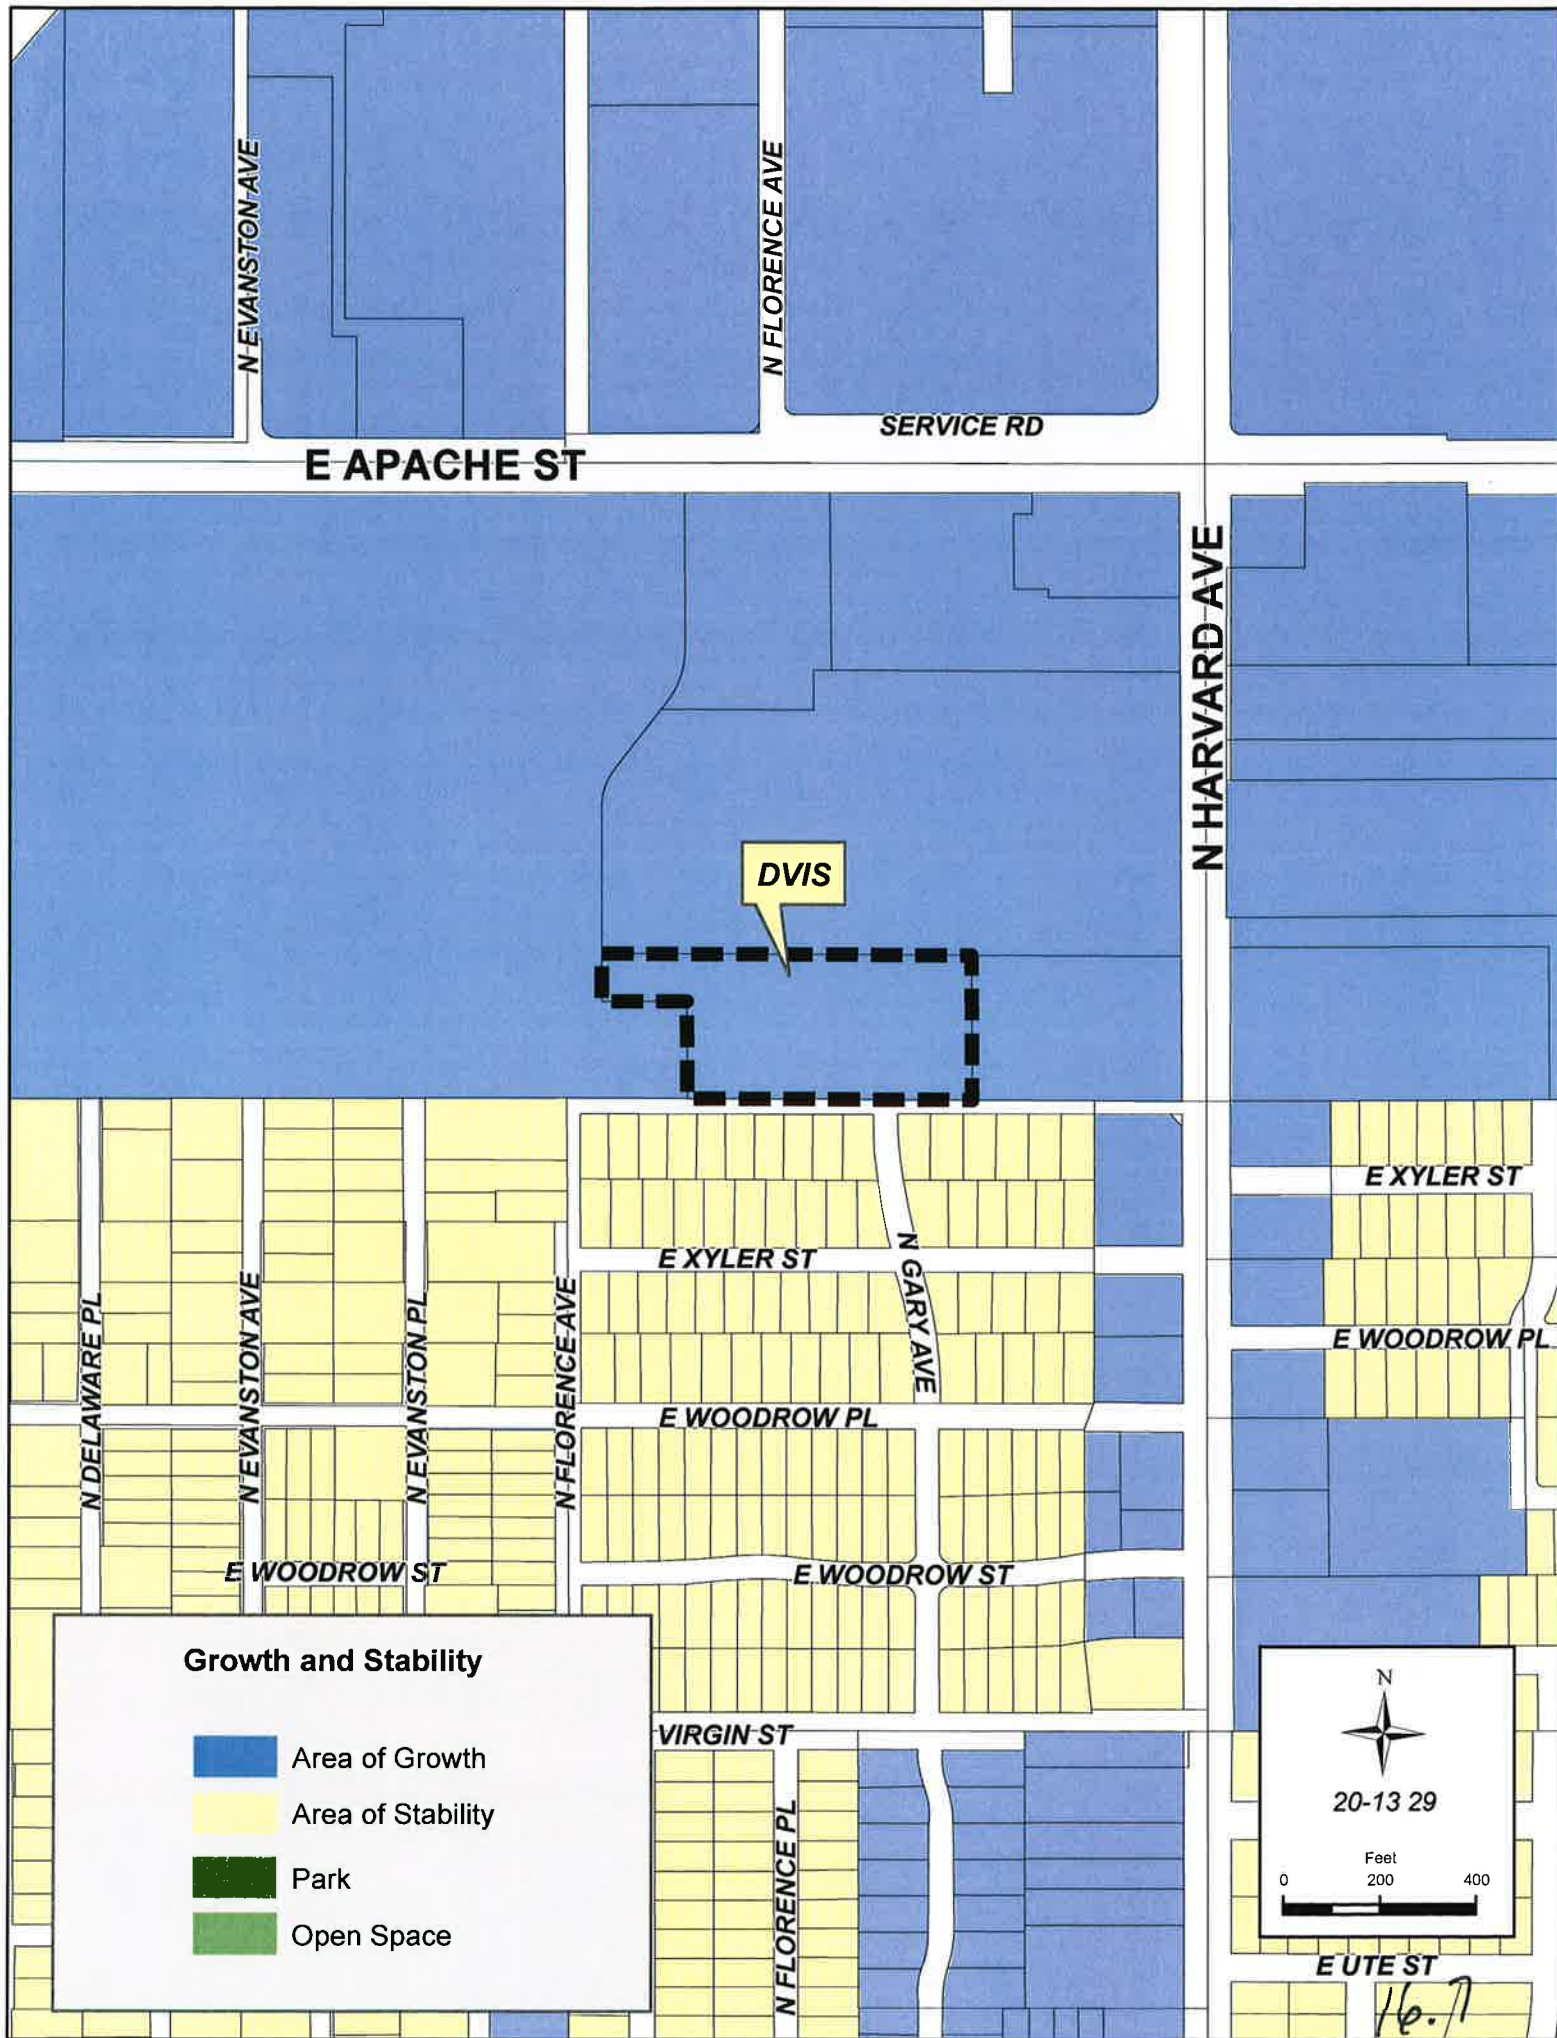 N EVANSTON AVE
N FLORENCE AVE
SERVICE RD
E APACHE ST
N HARVARD AVE
DVIS
E XYLER ST
E XYLER ST
N GARY AVE
N DELAWARE PL
N EVANSTON AVE
N EVANSTON PL
N FLORENCE AVE
E WOODROW PL
E WOODROW PL
E WOODROW ST
E WOODROW ST
VIRGIN ST
N FLORENCE PL
E UTE ST
Growth and Stability
Area of Growth
Area of Stability
Park
Open Space
N
20-13 29
Feet
0 200 400
16.7